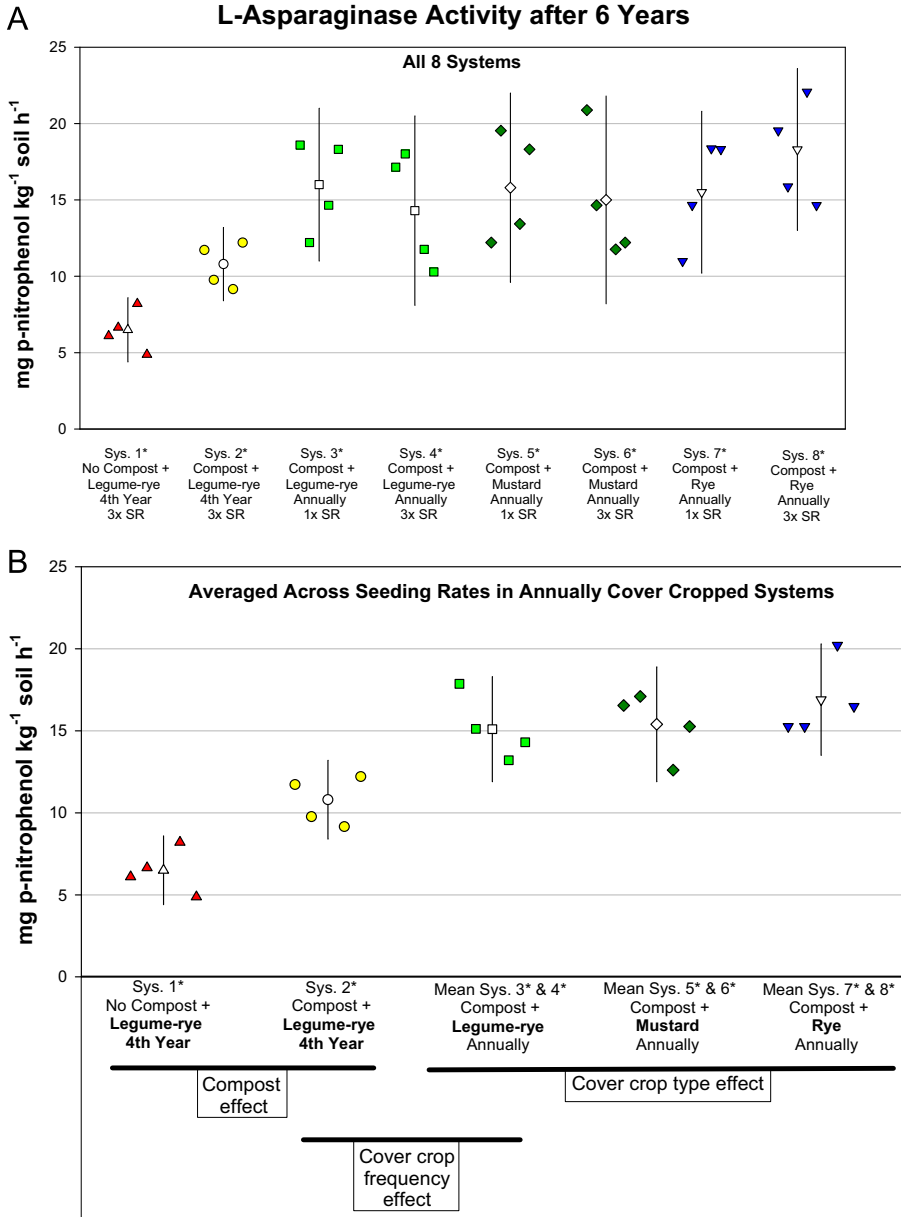 L-Asparaginase Activity after 6 Years
A
All 8 Systems
mg p-nitrophenol kg⁻¹ soil h⁻¹
25
20
15
10
5
0
Sys. 1*
No Compost +
Legume-rye
4th Year
3x SR
Sys. 2*
Compost +
Legume-rye
4th Year
3x SR
Sys. 3*
Compost +
Legume-rye
Annually
1x SR
Sys. 4*
Compost +
Legume-rye
Annually
3x SR
Sys. 5*
Compost +
Mustard
Annually
1x SR
Sys. 6*
Compost +
Mustard
Annually
3x SR
Sys. 7*
Compost +
Rye
Annually
1x SR
Sys. 8*
Compost +
Rye
Annually
3x SR
B
Averaged Across Seeding Rates in Annually Cover Cropped Systems
mg p-nitrophenol kg⁻¹ soil h⁻¹
25
20
15
10
5
0
Sys. 1*
No Compost +
Legume-rye
4th Year
Sys. 2*
Compost +
Legume-rye
4th Year
Mean Sys. 3* & 4*
Compost +
Legume-rye
Annually
Mean Sys. 5* & 6*
Compost +
Mustard
Annually
Mean Sys. 7* & 8*
Compost +
Rye
Annually
Compost
effect
Cover crop type effect
Cover crop
frequency
effect